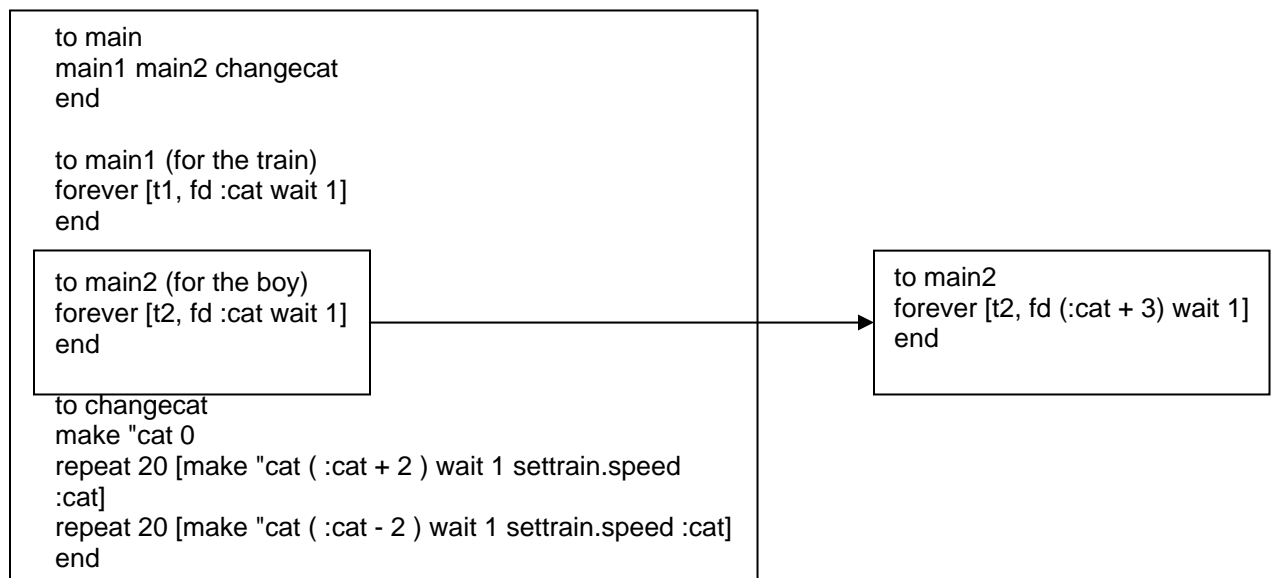 to main
main1 main2 changecat
end
to main1 (for the train)
forever [t1, fd :cat wait 1]
end
to main2 (for the boy)
forever [t2, fd :cat wait 1]
end
to changecat
make "cat 0
repeat 20 [make "cat ( :cat + 2 ) wait 1 settrain.speed
:cat]
repeat 20 [make "cat ( :cat - 2 ) wait 1 settrain.speed :cat]
end
to main2
forever [t2, fd (:cat + 3) wait 1]
end